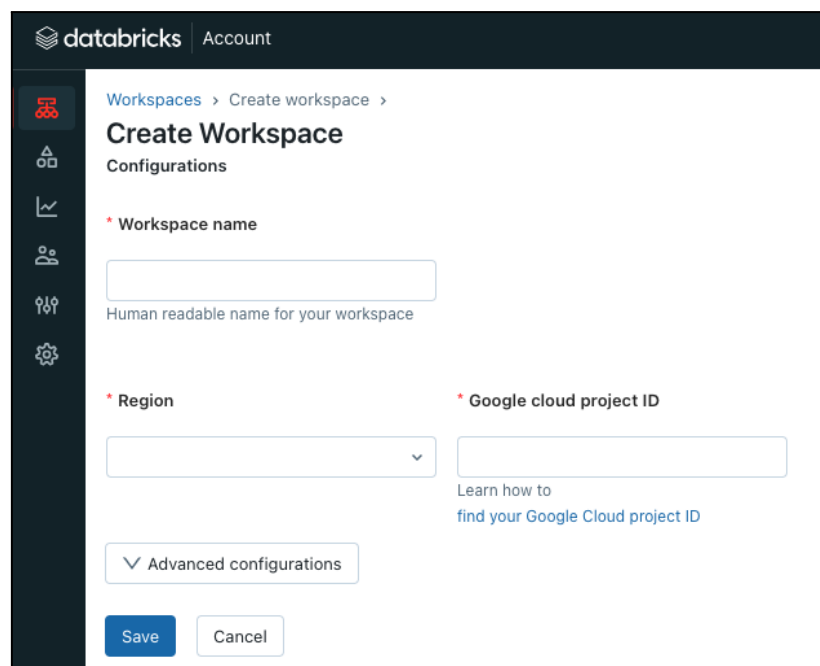 databricks Account
Workspaces > Create workspace >
Create Workspace
Configurations
* Workspace name
Human readable name for your workspace
* Region
* Google cloud project ID
Learn how to
find your Google Cloud project ID
Advanced configurations
Save
Cancel